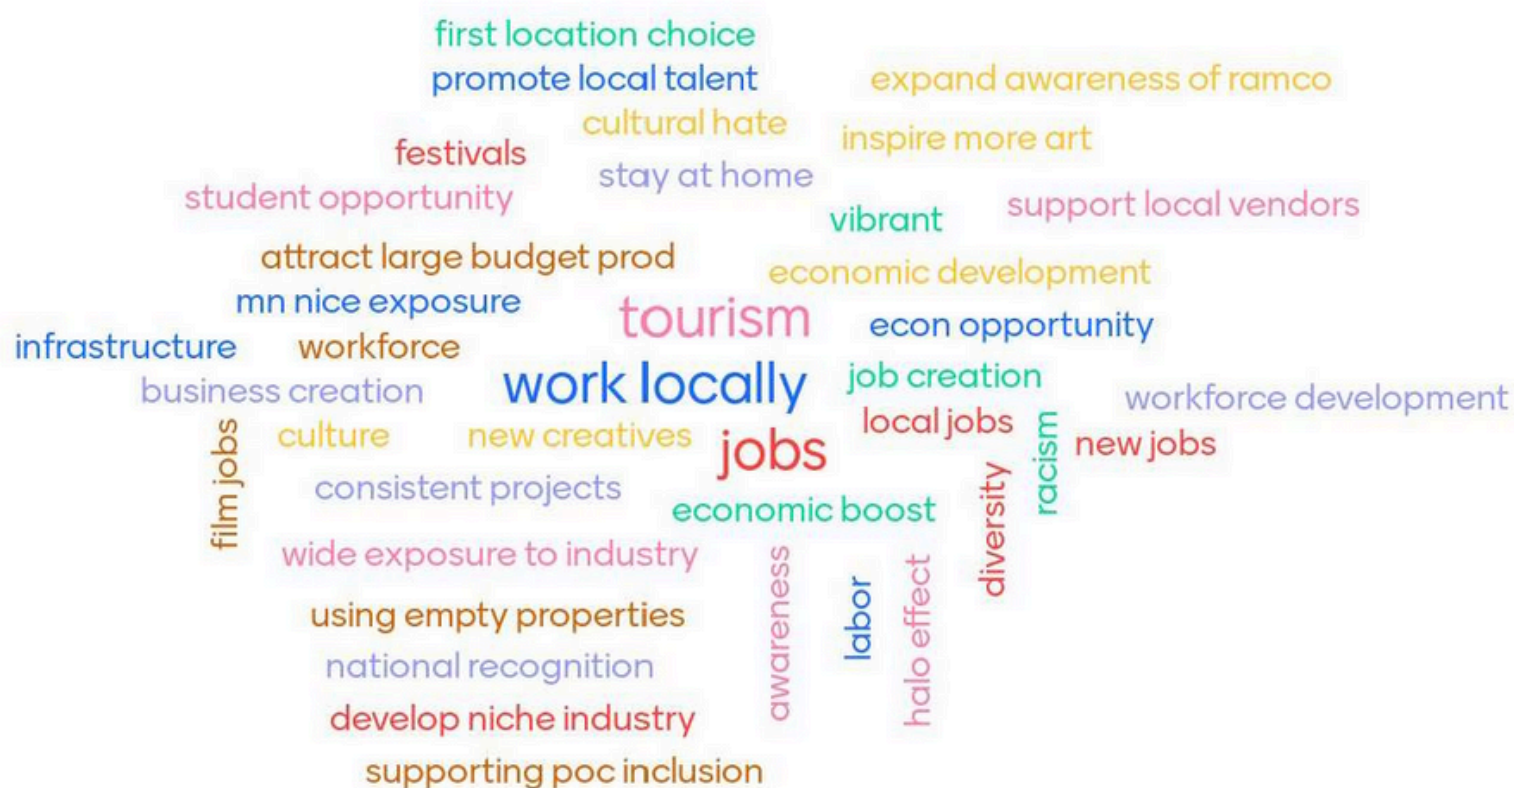 first location choice
promote local talent
expand awareness of ramco
cultural hate
inspire more art
festivals
stay at home
student opportunity
support local vendors
vibrant
attract large budget prod
economic development
mn nice exposure
tourism
econ opportunity
infrastructure
workforce
work locally
job creation
business creation
workforce development
local jobs
racism
film jobs
culture
new creatives
jobs
new jobs
diversity
consistent projects
economic boost
wide exposure to industry
awareness
labor
halo effect
using empty properties
national recognition
develop niche industry
supporting poc inclusion